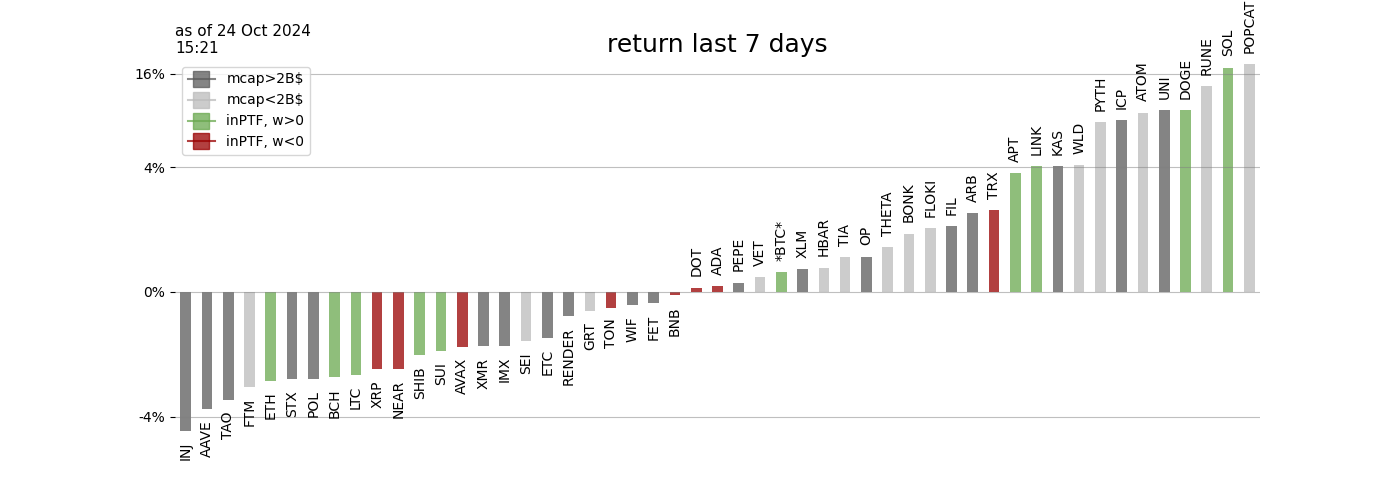 as of 24 Oct 2024
15:21
return last 7 days
mcap>2B$
mcap<2B$
inPTF, w>0
inPTF, w<0
16%
4%
0%
-4%
INJ
AAVE
TAO
FTM
ETH
STX
POL
BCH
LTC
XRP
NEAR
SHIB
SUI
AVAX
XMR
IMX
SEI
ETC
RENDER
GRT
TON
WIF
FET
BNB
DOT
ADA
PEPE
VET
*BTC*
XLM
HBAR
TIA
OP
THETA
BONK
FLOKI
FIL
ARB
TRX
APT
LINK
KAS
WLD
PYTH
ICP
ATOM
UNI
DOGE
RUNE
SOL
POPCAT